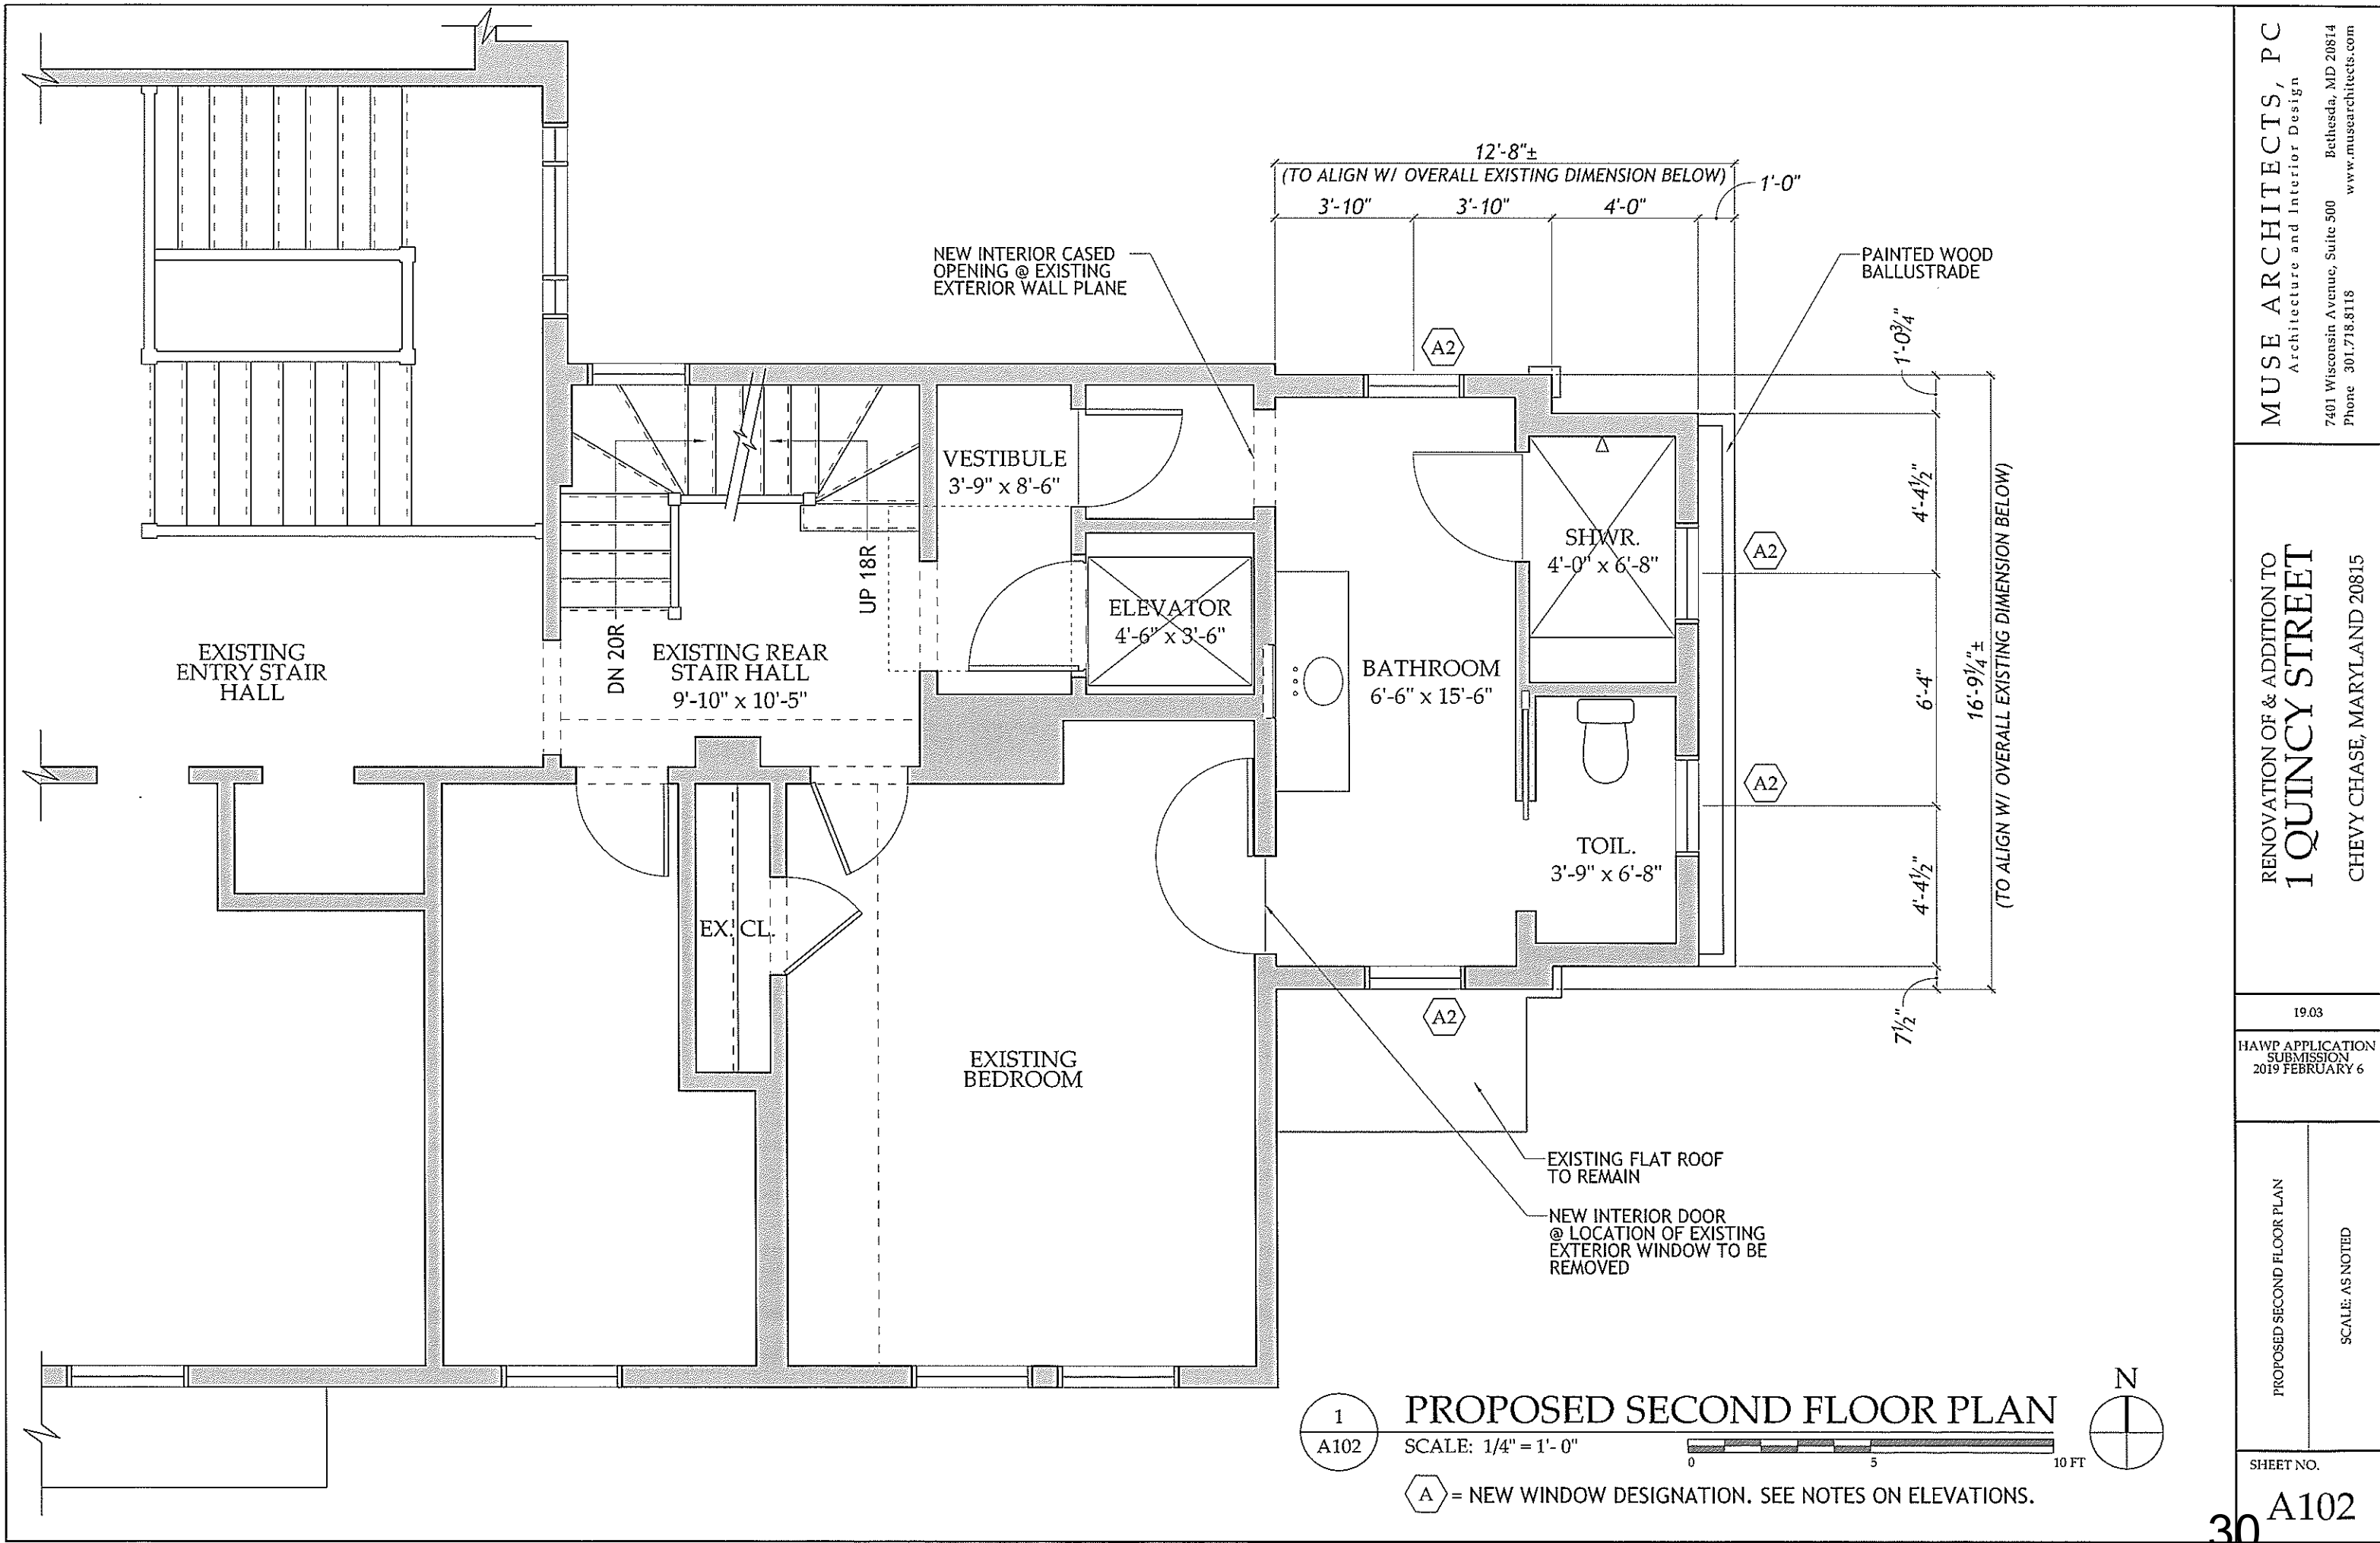 12'-8"±
(TO ALIGN W/ OVERALL EXISTING DIMENSION BELOW)
1'-0"
3'-10"
3'-10"
4'-0"
NEW INTERIOR CASED
OPENING @ EXISTING
EXTERIOR WALL PLANE
PAINTED WOOD
BALLUSTRADE
A2
1'-0¾"
VESTIBULE
3'-9" x 8'-6"
4'-4½"
SHWR.
4'-0" x 6'-8"
A2
UP 18R
DN 20R
ELEVATOR
4'-6" x 3'-6"
EXISTING
ENTRY STAIR
HALL
EXISTING REAR
STAIR HALL
9'-10" x 10'-5"
BATHROOM
6'-6" x 15'-6"
6'-4"
16'-9¼"±
(TO ALIGN W/ OVERALL EXISTING DIMENSION BELOW)
A2
TOIL.
3'-9" x 6'-8"
4'-4½"
EX. CL.
7½"
A2
EXISTING
BEDROOM
EXISTING FLAT ROOF
TO REMAIN
NEW INTERIOR DOOR
@ LOCATION OF EXISTING
EXTERIOR WINDOW TO BE
REMOVED
1
A102
PROPOSED SECOND FLOOR PLAN
SCALE: 1/4" = 1'- 0"
0 5 10 FT
N
A = NEW WINDOW DESIGNATION. SEE NOTES ON ELEVATIONS.
MUSE ARCHITECTS, PC
Architecture and Interior Design
7401 Wisconsin Avenue, Suite 500 Bethesda, MD 20814
Phone 301.718.8118 www.musearchitects.com
RENOVATION OF & ADDITION TO
1 QUINCY STREET
CHEVY CHASE, MARYLAND 20815
19.03
HAWP APPLICATION
SUBMISSION
2019 FEBRUARY 6
PROPOSED SECOND FLOOR PLAN
SCALE: AS NOTED
SHEET NO.
A102
30